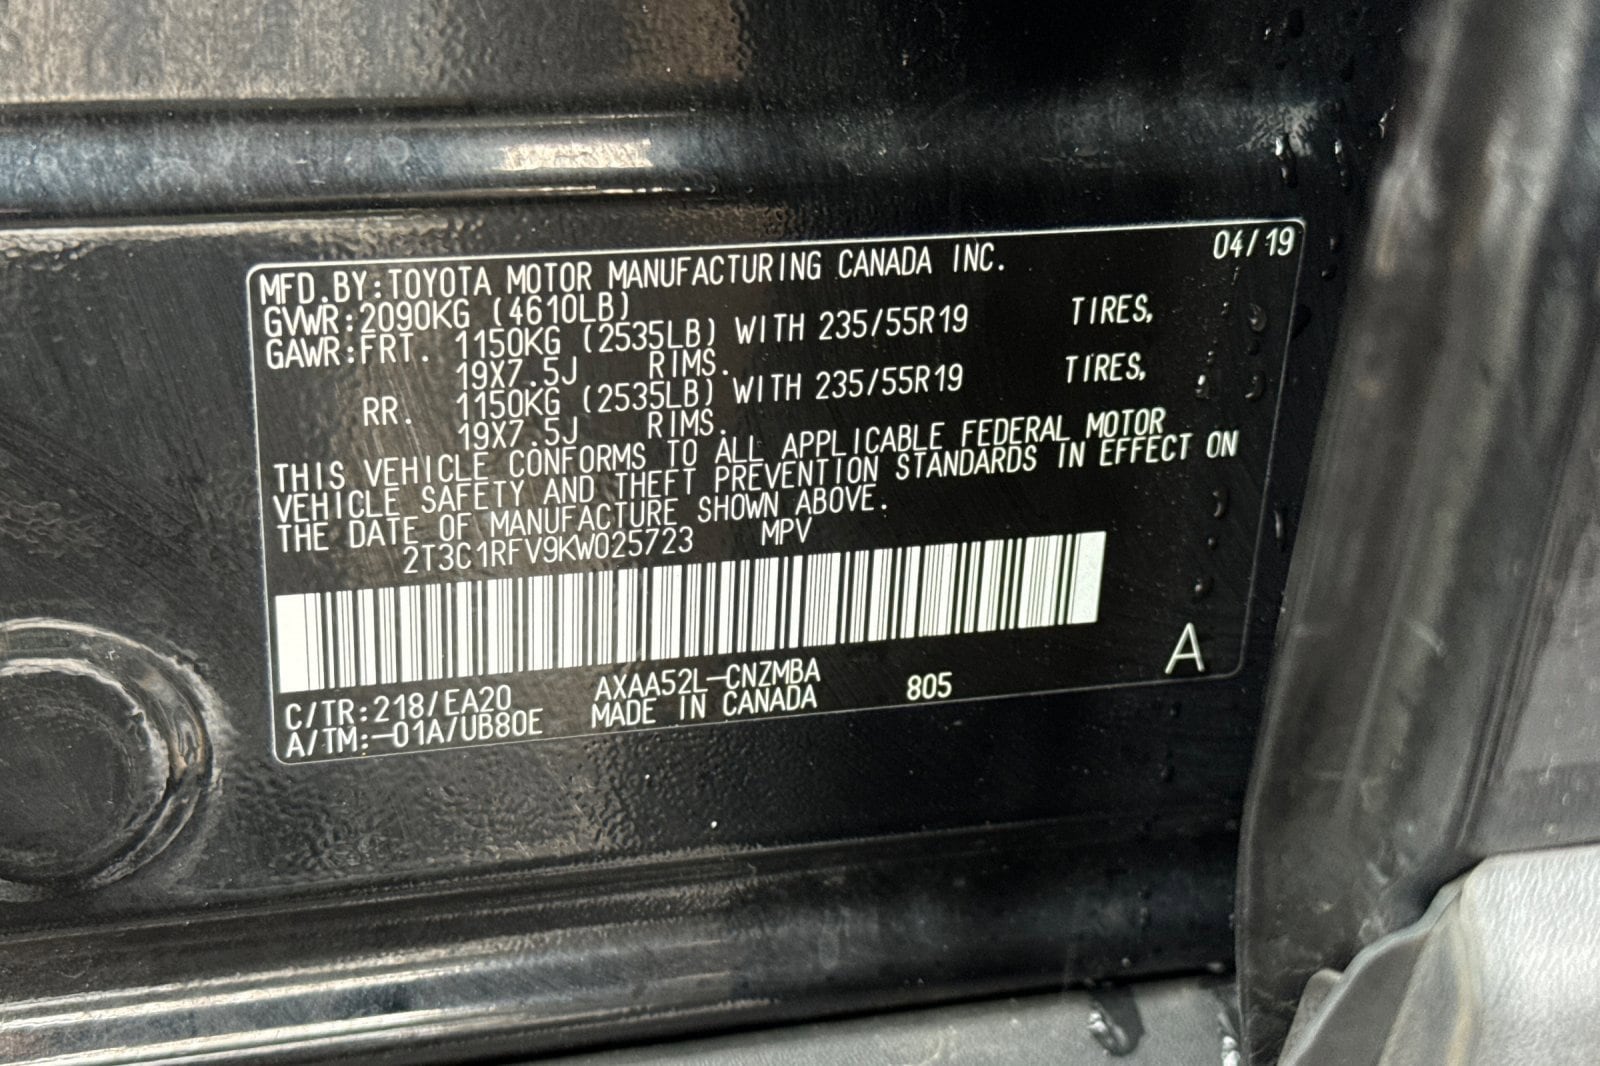 MFD.BY:TOYOTA MOTOR MANUFACTURING CANADA INC. 04/19
GVWR:2090KG (4610LB)
GAWR:FRT. 1150KG (2535LB) WITH 235/55R19 TIRES,
19X7.5J RIMS.
RR. 1150KG (2535LB) WITH 235/55R19 TIRES,
19X7.5J RIMS.
THIS VEHICLE CONFORMS TO ALL APPLICABLE FEDERAL MOTOR
VEHICLE SAFETY AND THEFT PREVENTION STANDARDS IN EFFECT ON
THE DATE OF MANUFACTURE SHOWN ABOVE.
2T3C1RFV9KW025723 MPV
C/TR:218/EA20 AXAA52L-CNZMBA 805 A
A/TM:-01A/UB80E MADE IN CANADA